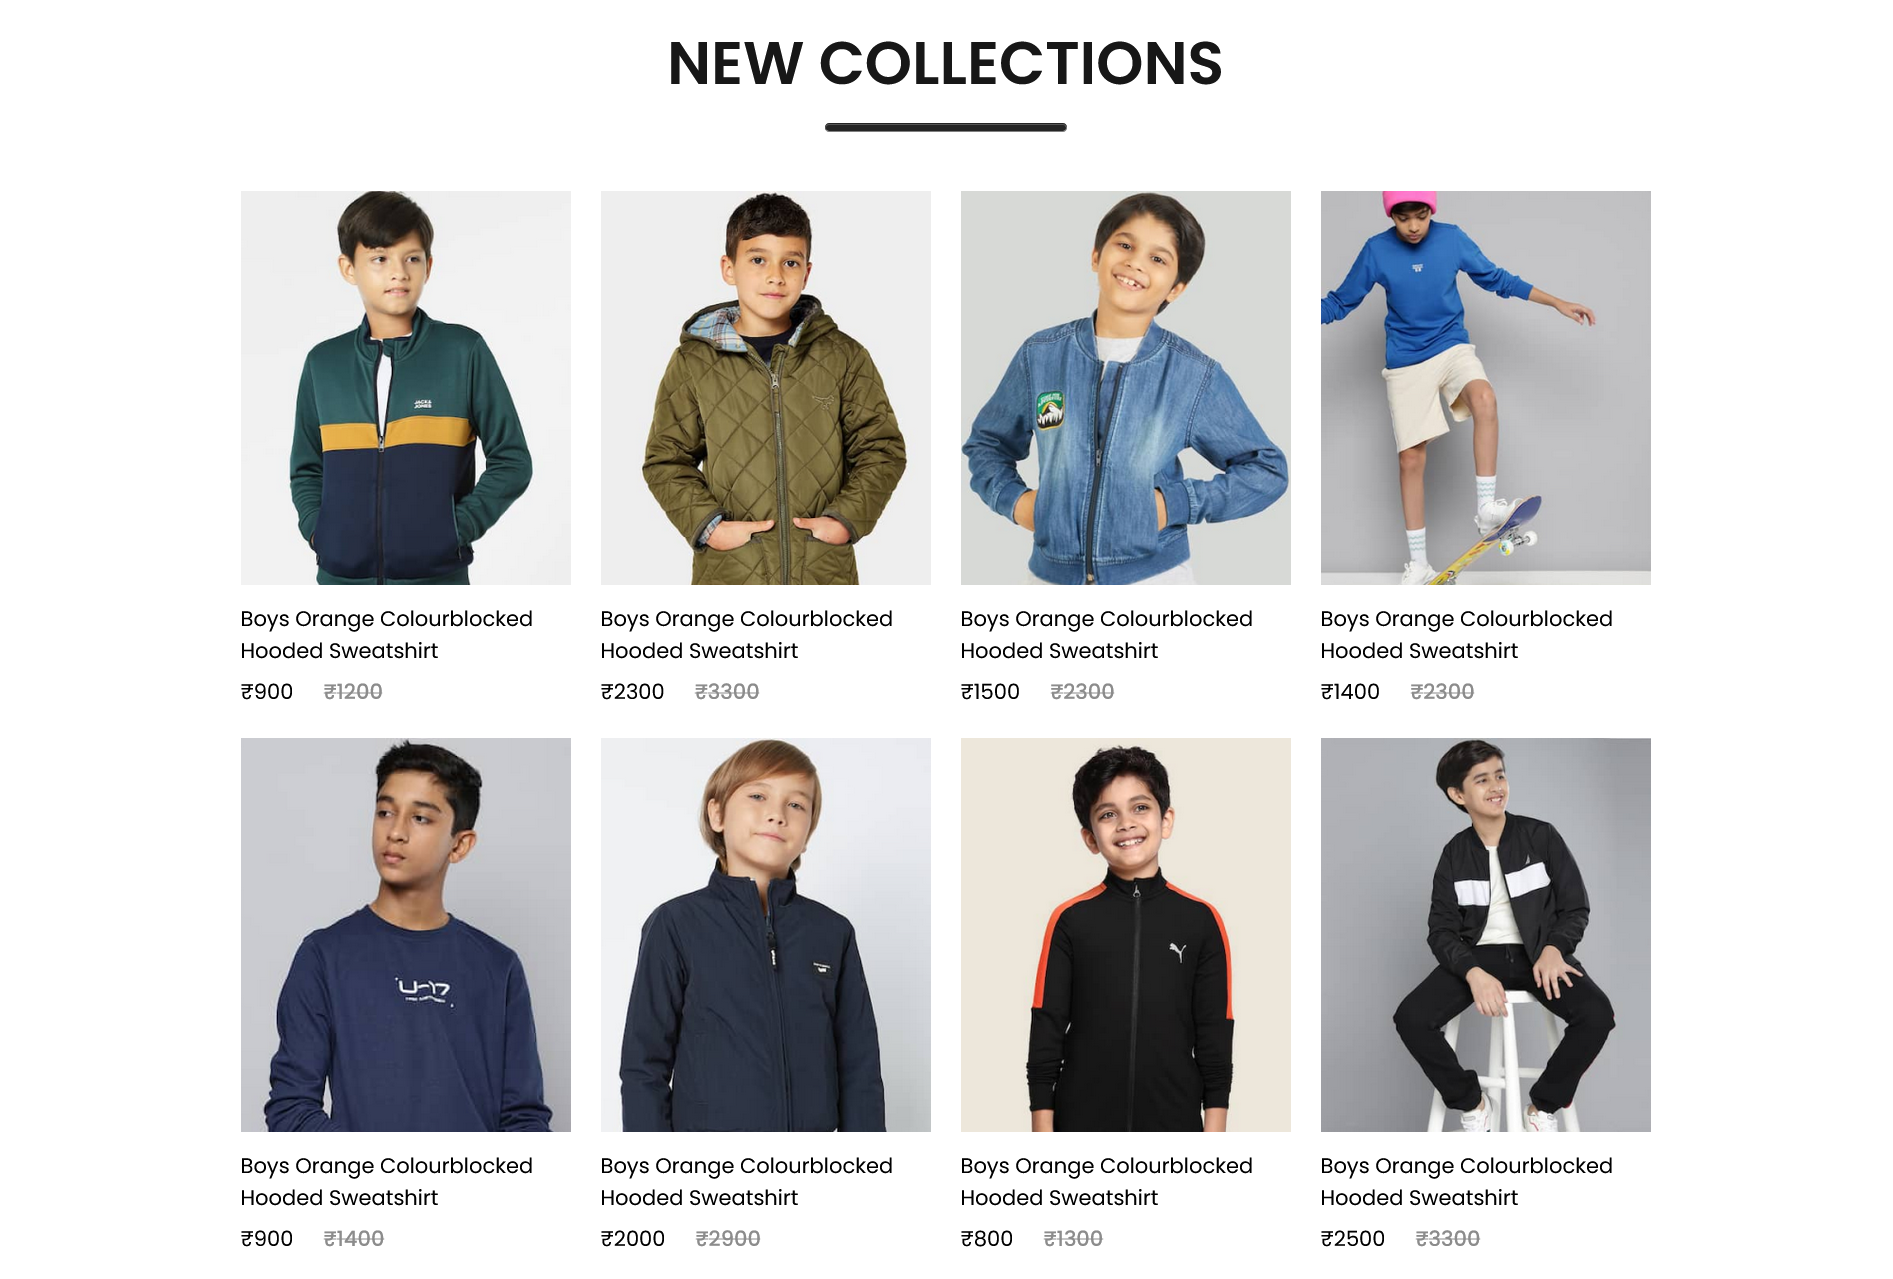 NEW COLLECTIONS
JACK&
JONES
Boys Orange Colourblocked
Hooded Sweatshirt
₹900 ₹1200
Boys Orange Colourblocked
Hooded Sweatshirt
₹2300 ₹3300
Boys Orange Colourblocked
Hooded Sweatshirt
₹1500 ₹2300
Boys Orange Colourblocked
Hooded Sweatshirt
₹1400 ₹2300
U-17
Boys Orange Colourblocked
Hooded Sweatshirt
₹900 ₹1400
Boys Orange Colourblocked
Hooded Sweatshirt
₹2000 ₹2900
Boys Orange Colourblocked
Hooded Sweatshirt
₹800 ₹1300
Boys Orange Colourblocked
Hooded Sweatshirt
₹2500 ₹3300